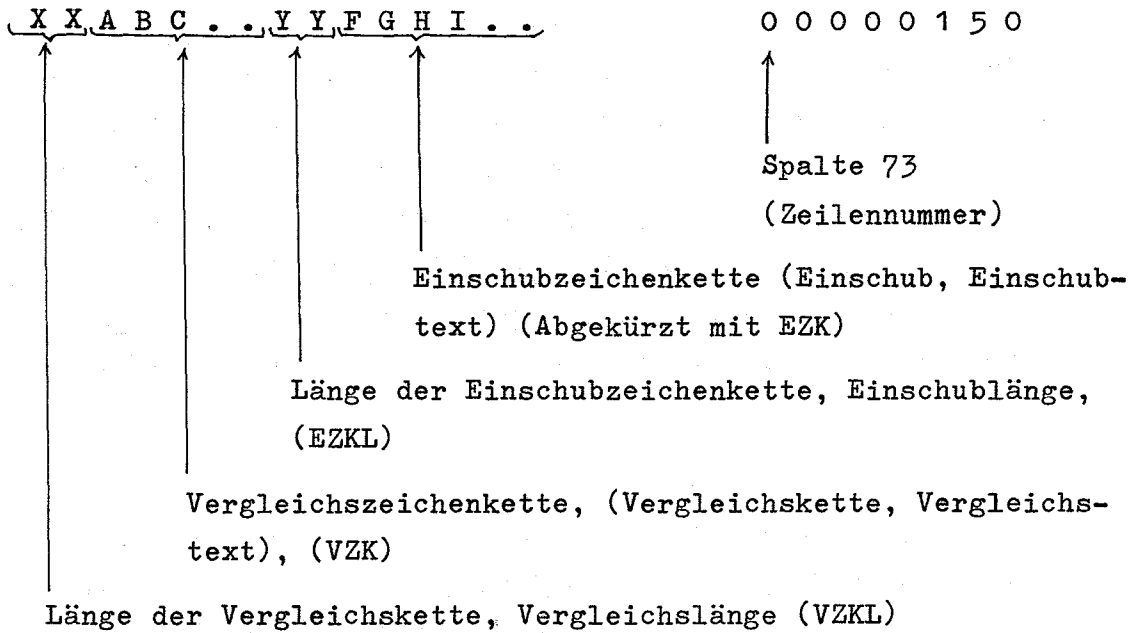 X X A B C . . Y Y F G H I . . 0 0 0 0 0 1 5 0
Spalte 73
(Zeilennummer)
Einschubzeichenkette (Einschub, Einschub-
text) (Abgekürzt mit EZK)
Länge der Einschubzeichenkette, Einschublänge,
(EZKL)
Vergleichszeichenkette, (Vergleichskette, Vergleichs-
text), (VZK)
Länge der Vergleichskette, Vergleichslänge (VZKL)